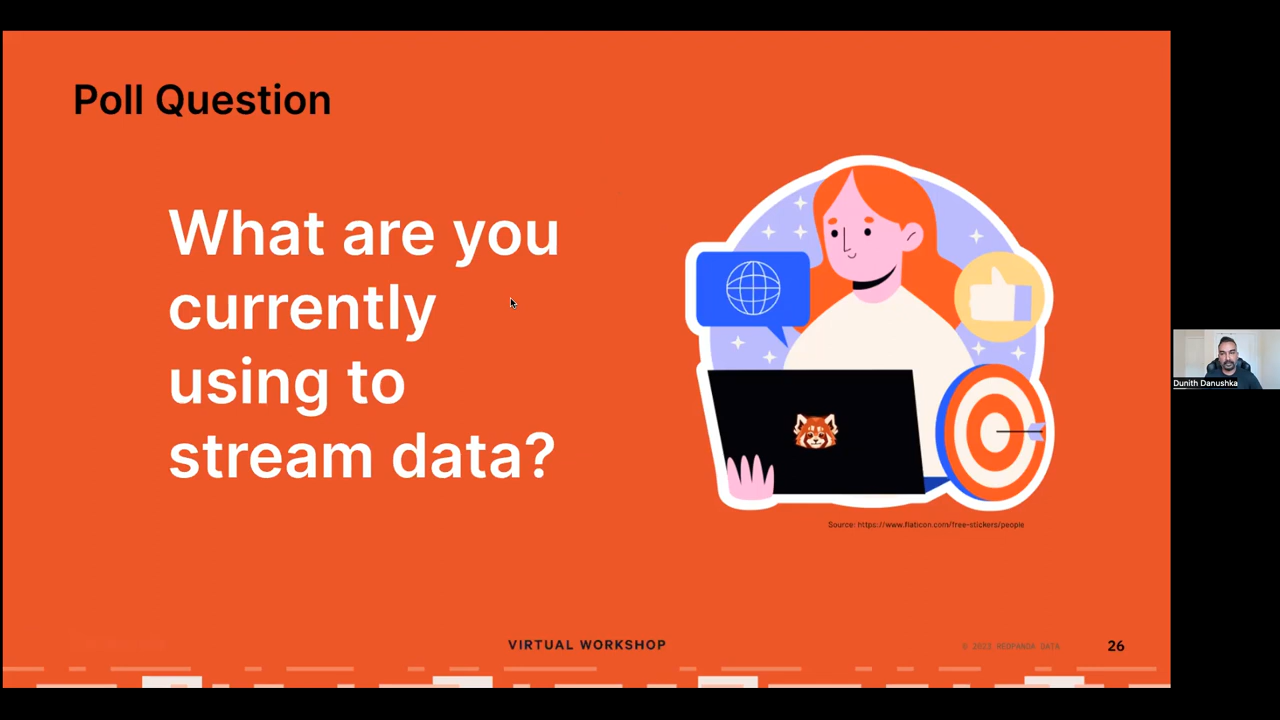 Poll Question
What are you
currently
using to
stream data?
Source: https://www.flaticon.com/free-stickers/people
Dunith Danushka
VIRTUAL WORKSHOP
© 2023 REDPANDA DATA
26